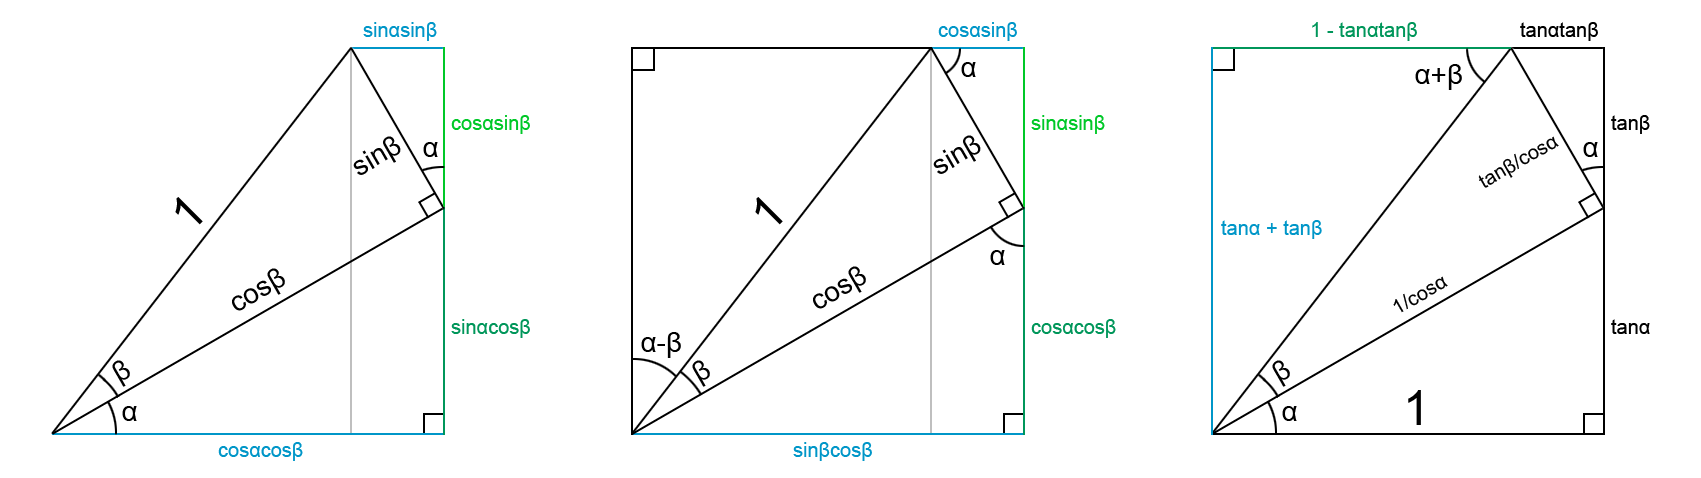 sinαsinβ
cosαsinβ
sinβ
α
1
cosβ
sinαcosβ
β
α
cosαcosβ
cosαsinβ
α
sinαsinβ
sinβ
1
α
cosβ
cosαcosβ
α-β
β
sinβcosβ
1 - tanαtanβ
tanαtanβ
α+β
tanβ
α
tanβ/cosα
tanα + tanβ
1/cosα
tanα
β
α
1